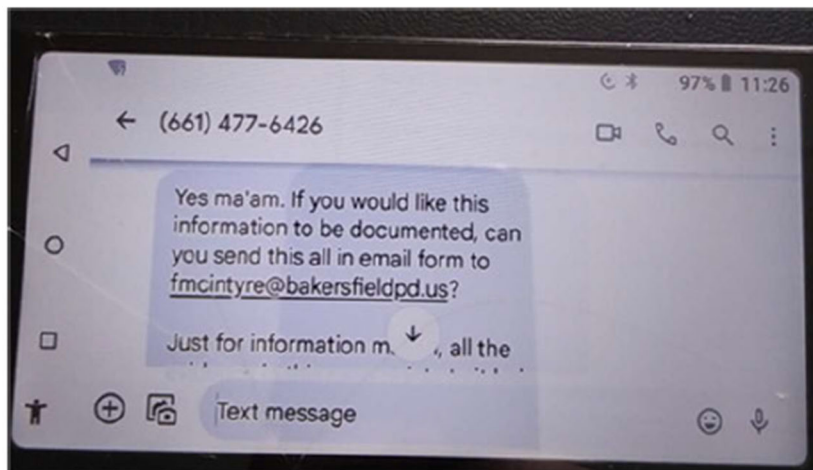 97% 11:26
(661) 477-6426
Yes ma'am. If you would like this
information to be documented, can
you send this all in email form to
fmcintyre@bakersfieldpd.us?
Just for information , all the
Text message